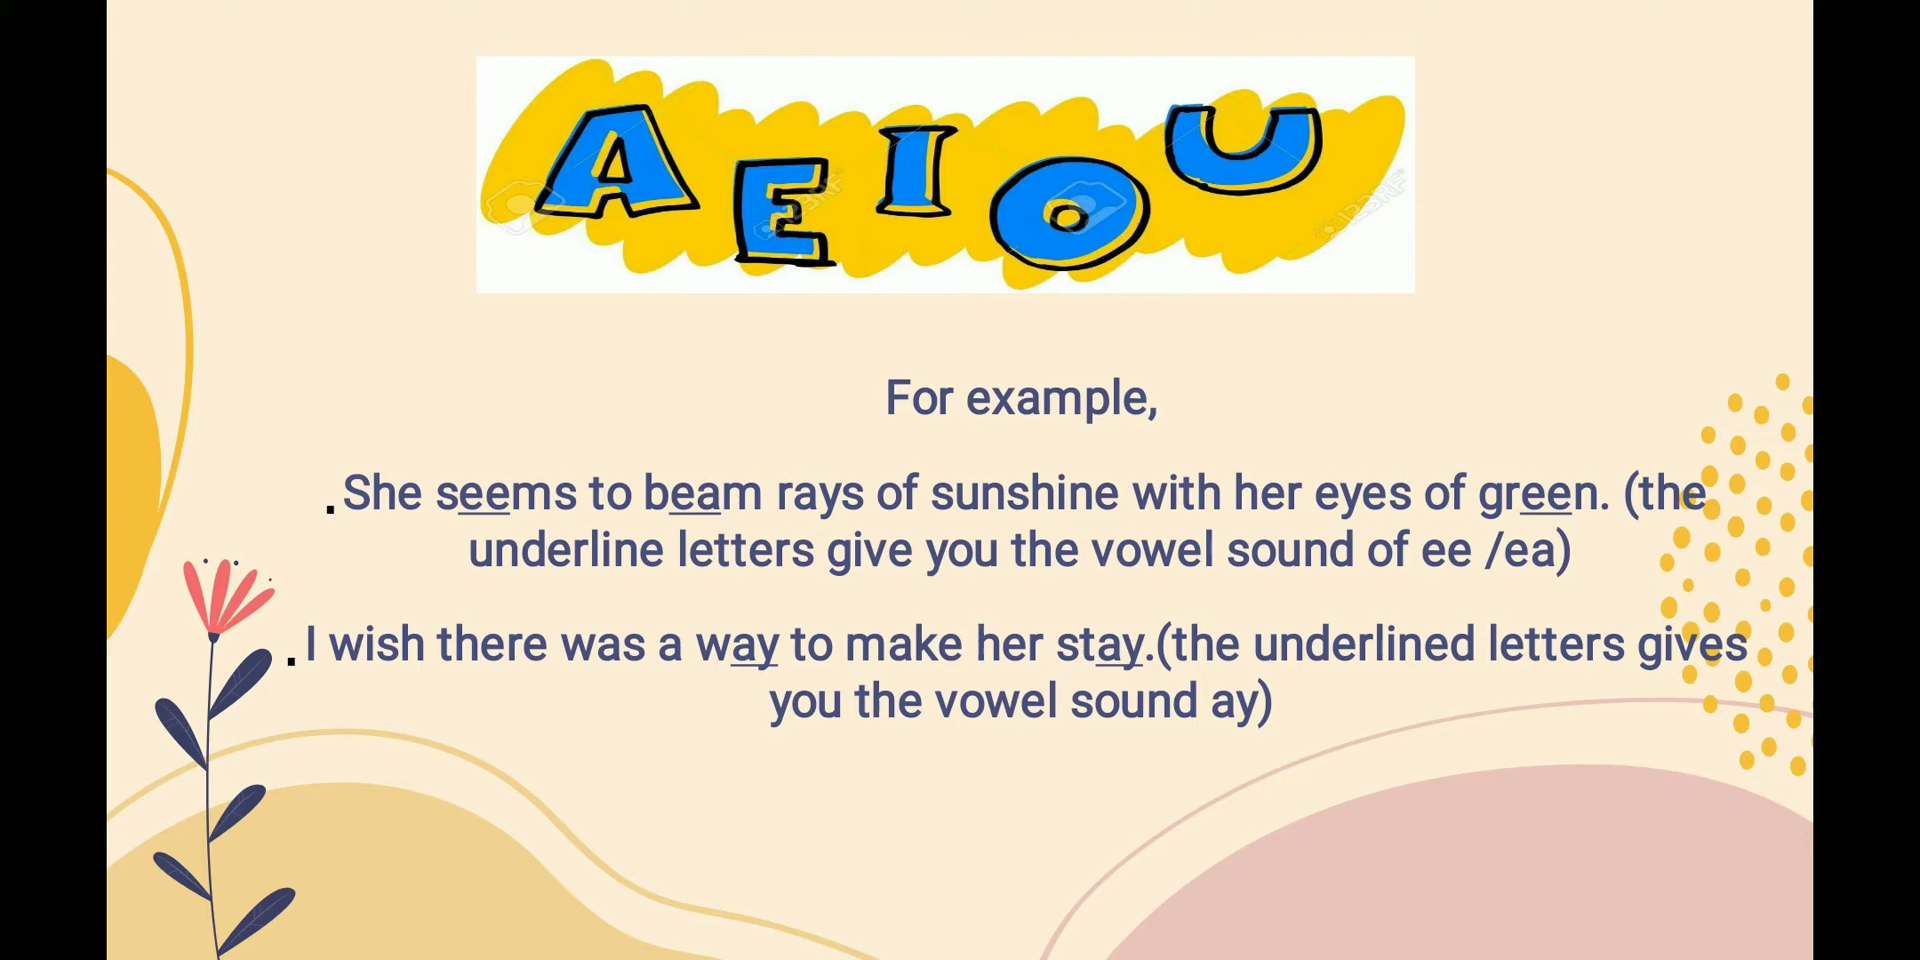 A E I O U
For example,
.She seems to beam rays of sunshine with her eyes of green. (the
underline letters give you the vowel sound of ee /ea)
.I wish there was a way to make her stay.(the underlined letters gives
you the vowel sound ay)